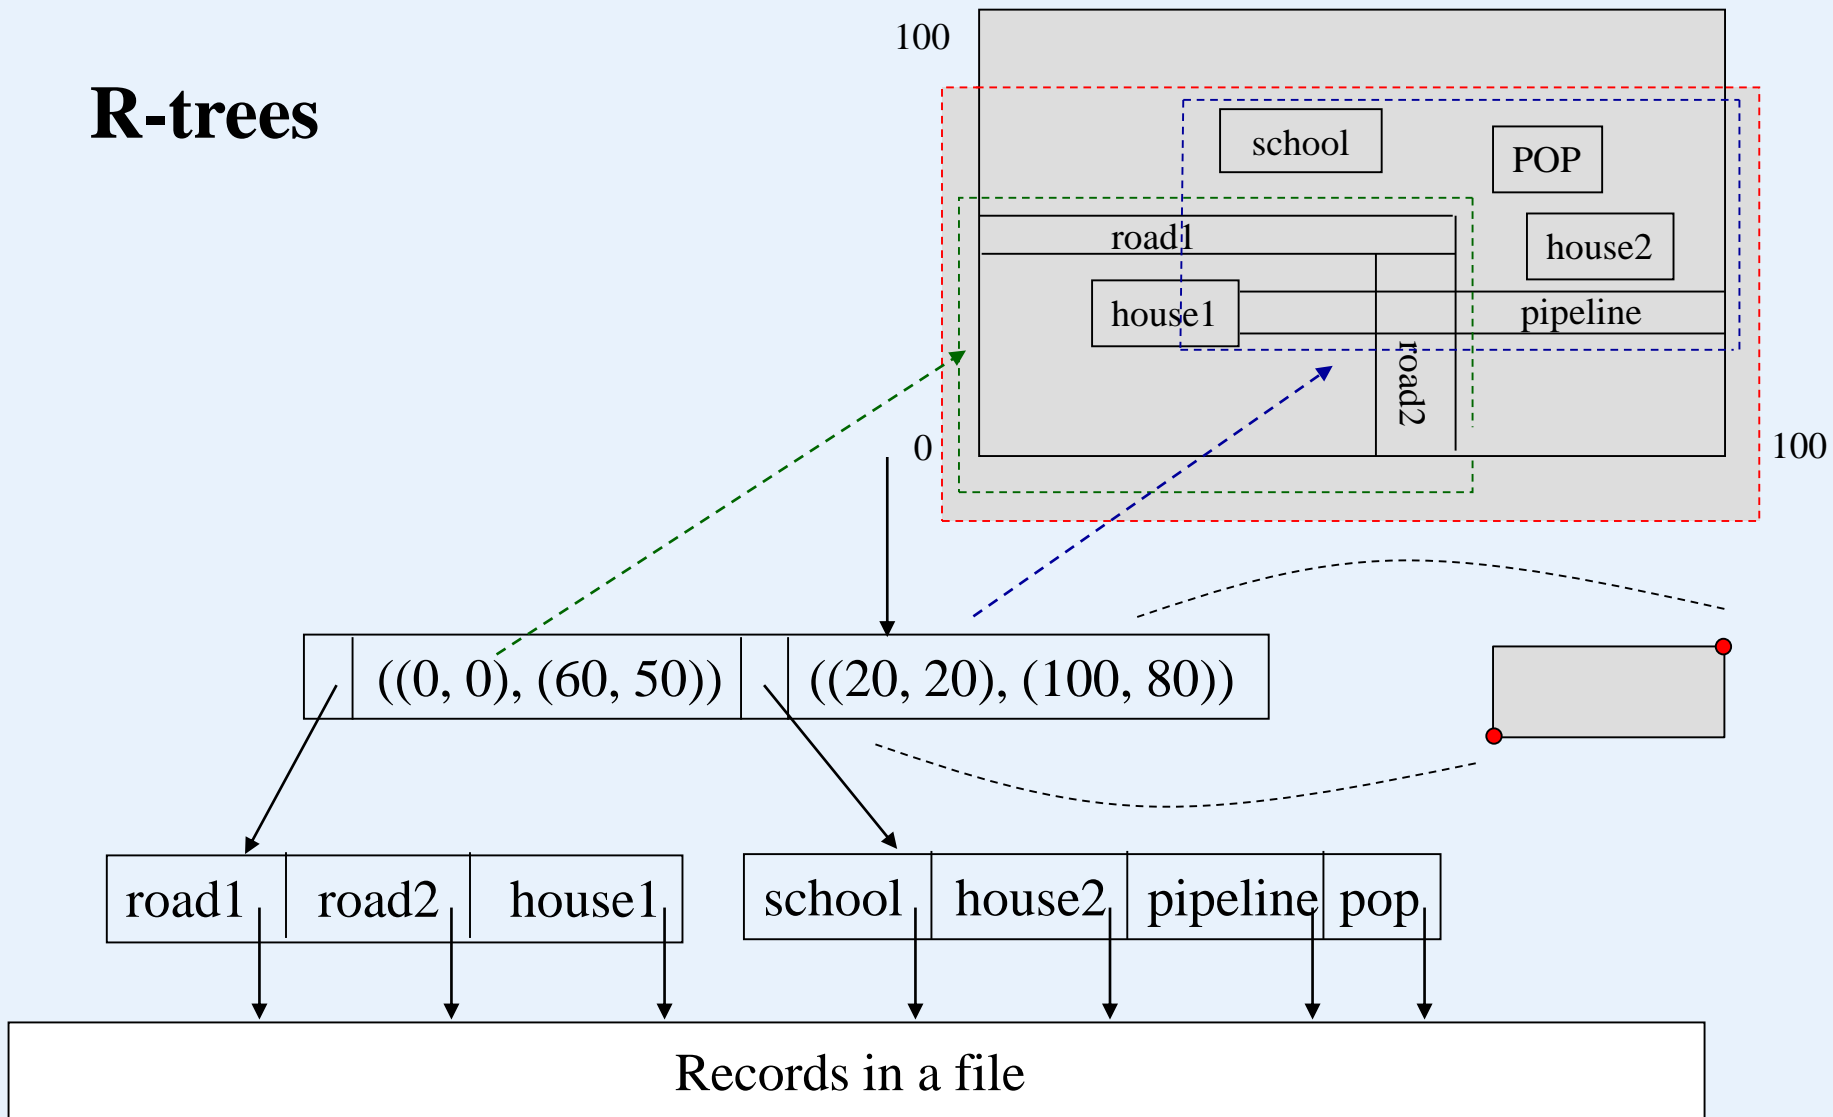 100
R-trees
school
POP
road1
house2
house1
pipeline
road2
0
100
((0, 0), (60, 50))
((20, 20), (100, 80))
road1
road2
house1
school
house2
pipeline
pop
Records in a file